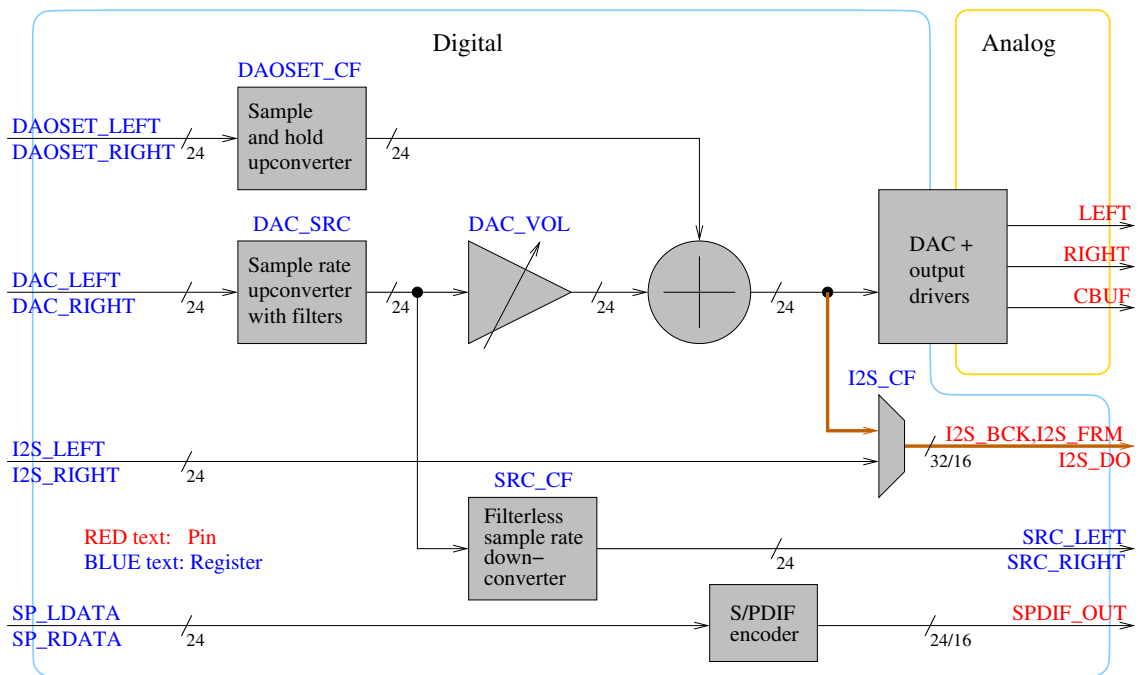 Digital
Analog
DAOSET_CF
DAOSET_LEFT
DAOSET_RIGHT
24
Sample
and hold
upconverter
24
DAC_SRC
DAC_VOL
LEFT
RIGHT
CBUF
DAC_LEFT
DAC_RIGHT
24
Sample rate
upconverter
with filters
24
24
24
DAC +
output
drivers
I2S_CF
I2S_LEFT
I2S_RIGHT
24
I2S_BCK,I2S_FRM
I2S_DO
32/16
SRC_CF
Filterless
sample rate
down-
converter
24
SRC_LEFT
SRC_RIGHT
RED text: Pin
BLUE text: Register
SP_LDATA
SP_RDATA
24
S/PDIF
encoder
24/16
SPDIF_OUT